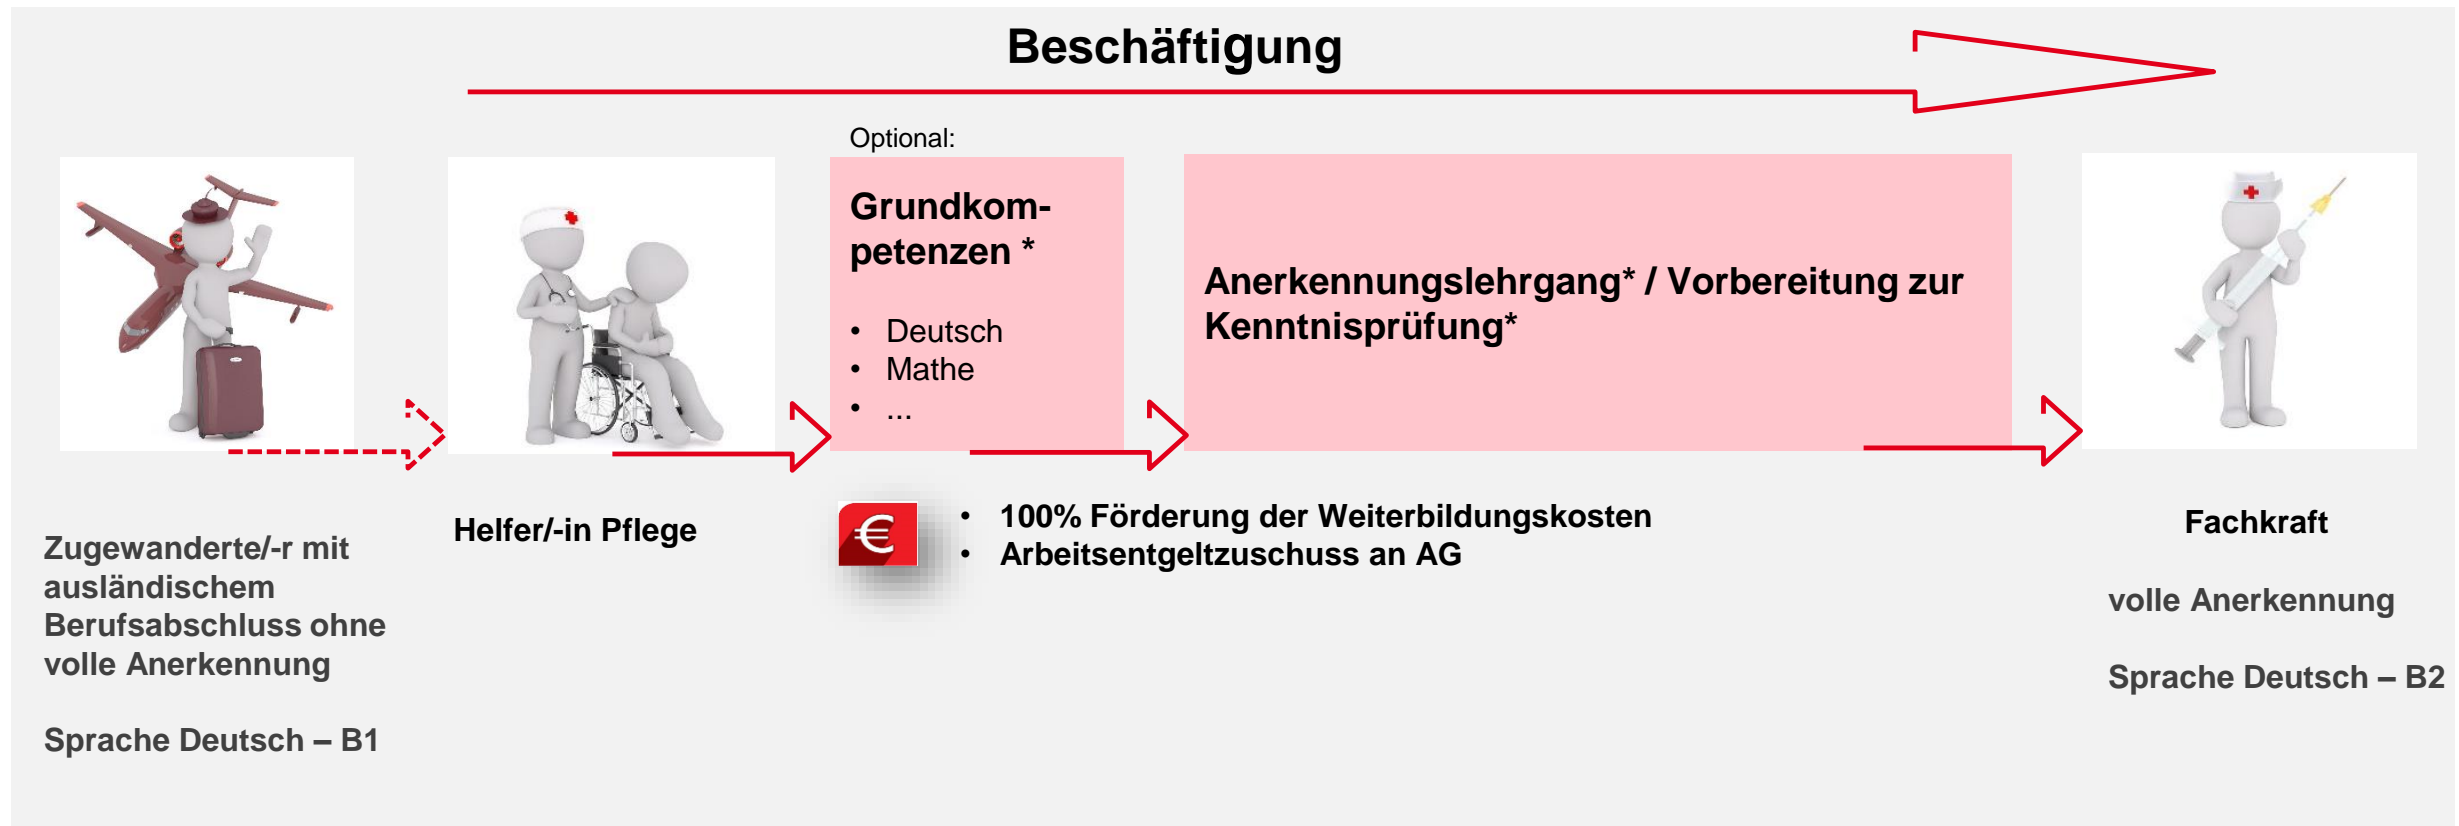 Beschäftigung
Optional:
Grundkom-
petenzen *
• Deutsch
• Mathe
• ...
Anerkennungslehrgang* / Vorbereitung zur
Kenntnisprüfung*
Zugewanderte/-r mit
ausländischem
Berufsabschluss ohne
volle Anerkennung
Sprache Deutsch – B1
Helfer/-in Pflege
€
• 100% Förderung der Weiterbildungskosten
• Arbeitsentgeltzuschuss an AG
Fachkraft
volle Anerkennung
Sprache Deutsch – B2